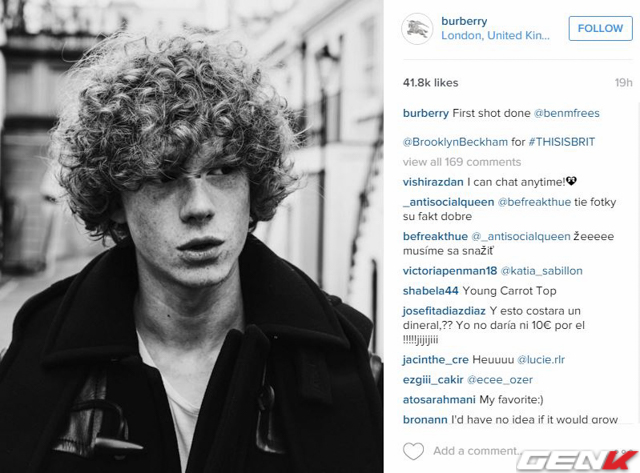 burberry
London, United Kin...
FOLLOW
41.8k likes
19h
burberry First shot done @benmfrees
@BrooklynBeckham for #THISISBRIT
view all 169 comments
vishirazdan I can chat anytime!
_antisocialqueen @befreakthue tie fotky
su fakt dobre
befreakthue @_antisocialqueen žeeeee
musíme sa snažiť
victoriapenman18 @katia_sabillon
shabela44 Young Carrot Top
josefitadiazdiaz Y esto costara un
dineral,?? Yo no daría ni 10€ por el
!!!!!jijijiii
jacinthe_cre Heuuuu @lucie.rlr
ezgiii_cakir @ecee_ozer
atosarahmani My favorite:)
bronann I'd have no idea if it would grow
Add a comment...
GENK